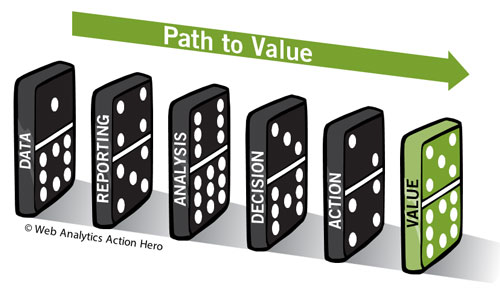 Path to Value
DATA
REPORTING
ANALYSIS
DECISION
ACTION
VALUE
© Web Analytics Action Hero